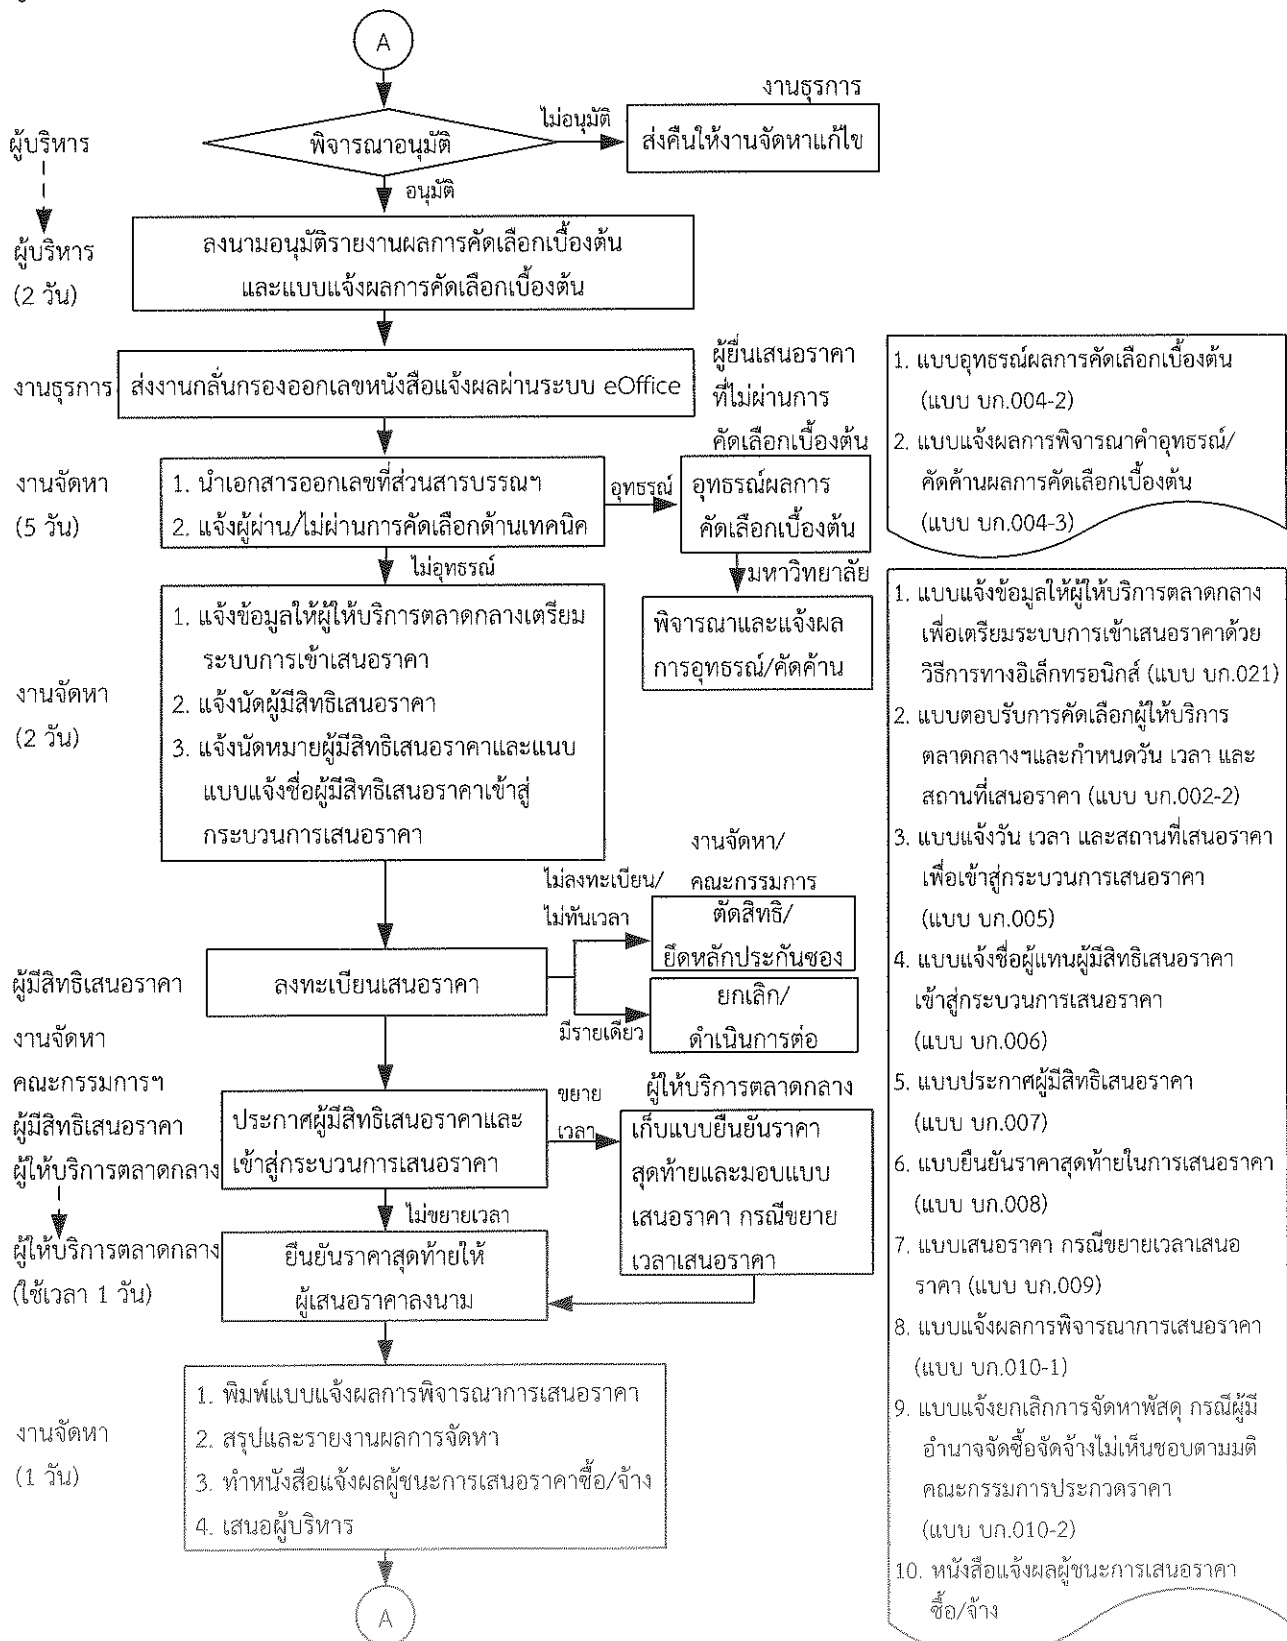 A
งานธุรการ
ไม่อนุมัติ
ผู้บริหาร
พิจารณาอนุมัติ
ส่งคืนให้งานจัดหาแก้ไข
อนุมัติ
ผู้บริหาร
(2 วัน)
ลงนามอนุมัติรายงานผลการคัดเลือกเบื้องต้น
และแบบแจ้งผลการคัดเลือกเบื้องต้น
งานธุรการ
ส่งงานกลั่นกรองออกเลขหนังสือแจ้งผลผ่านระบบ eOffice
ผู้ยื่นเสนอราคา
ที่ไม่ผ่านการ
คัดเลือกเบื้องต้น
1. แบบอุทธรณ์ผลการคัดเลือกเบื้องต้น
(แบบ บก.004-2)
2. แบบแจ้งผลการพิจารณาคำอุทธรณ์/
คัดค้านผลการคัดเลือกเบื้องต้น
(แบบ บก.004-3)
งานจัดหา
(5 วัน)
1. นำเอกสารออกเลขที่ส่วนสารบรรณฯ
2. แจ้งผู้ผ่าน/ไม่ผ่านการคัดเลือกด้านเทคนิค
อุทธรณ์
อุทธรณ์ผลการ
คัดเลือกเบื้องต้น
ไม่อุทธรณ์
มหาวิทยาลัย
พิจารณาและแจ้งผล
การอุทธรณ์/คัดค้าน
งานจัดหา
(2 วัน)
1. แจ้งข้อมูลให้ผู้ให้บริการตลาดกลางเตรียม
ระบบการเข้าเสนอราคา
2. แจ้งนัดผู้มีสิทธิเสนอราคา
3. แจ้งนัดหมายผู้มีสิทธิเสนอราคาและแนบ
แบบแจ้งชื่อผู้มีสิทธิเสนอราคาเข้าสู่
กระบวนการเสนอราคา
1. แบบแจ้งข้อมูลให้ผู้ให้บริการตลาดกลาง
เพื่อเตรียมระบบการเข้าเสนอราคาด้วย
วิธีการทางอิเล็กทรอนิกส์ (แบบ บก.021)
2. แบบตอบรับการคัดเลือกผู้ให้บริการ
ตลาดกลางฯและกำหนดวัน เวลา และ
สถานที่เสนอราคา (แบบ บก.002-2)
3. แบบแจ้งวัน เวลา และสถานที่เสนอราคา
เพื่อเข้าสู่กระบวนการเสนอราคา
(แบบ บก.005)
4. แบบแจ้งชื่อผู้แทนผู้มีสิทธิเสนอราคา
เข้าสู่กระบวนการเสนอราคา
(แบบ บก.006)
5. แบบประกาศผู้มีสิทธิเสนอราคา
(แบบ บก.007)
6. แบบยืนยันราคาสุดท้ายในการเสนอราคา
(แบบ บก.008)
7. แบบเสนอราคา กรณีขยายเวลาเสนอ
ราคา (แบบ บก.009)
8. แบบแจ้งผลการพิจารณาการเสนอราคา
(แบบ บก.010-1)
9. แบบแจ้งยกเลิกการจัดหาพัสดุ กรณีผู้มี
อำนาจจัดซื้อจัดจ้างไม่เห็นชอบตามมติ
คณะกรรมการประกวดราคา
(แบบ บก.010-2)
10. หนังสือแจ้งผลผู้ชนะการเสนอราคา
ซื้อ/จ้าง
ไม่ลงทะเบียน/
ไม่ทันเวลา
งานจัดหา/
คณะกรรมการ
ตัดสิทธิ/
ยึดหลักประกันซอง
ผู้มีสิทธิเสนอราคา
ลงทะเบียนเสนอราคา
มีรายเดียว
ยกเลิก/
ดำเนินการต่อ
งานจัดหา
คณะกรรมการฯ
ผู้มีสิทธิเสนอราคา
ผู้ให้บริการตลาดกลาง
ประกาศผู้มีสิทธิเสนอราคาและ
เข้าสู่กระบวนการเสนอราคา
ขยาย
เวลา
ผู้ให้บริการตลาดกลาง
เก็บแบบยืนยันราคา
สุดท้ายและมอบแบบ
เสนอราคา กรณีขยาย
เวลาเสนอราคา
ไม่ขยายเวลา
ผู้ให้บริการตลาดกลาง
(ใช้เวลา 1 วัน)
ยืนยันราคาสุดท้ายให้
ผู้เสนอราคาลงนาม
งานจัดหา
(1 วัน)
1. พิมพ์แบบแจ้งผลการพิจารณาการเสนอราคา
2. สรุปและรายงานผลการจัดหา
3. ทำหนังสือแจ้งผลผู้ชนะการเสนอราคาซื้อ/จ้าง
4. เสนอผู้บริหาร
A